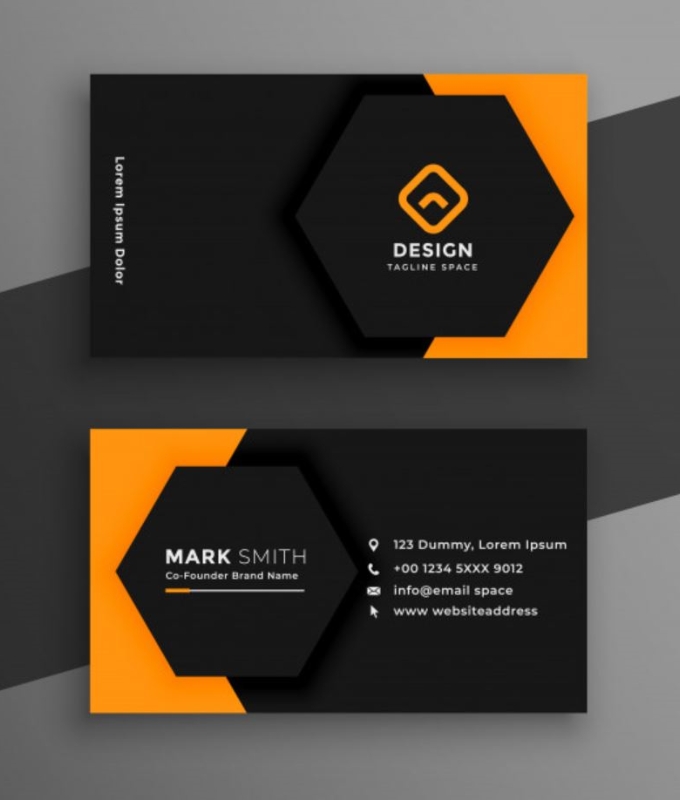 Lorem Ipsum Dolor
DESIGN
TAGLINE SPACE
MARK SMITH
Co-Founder Brand Name
123 Dummy, Lorem Ipsum
+00 1234 5XXX 9012
info@email space
www websiteaddress